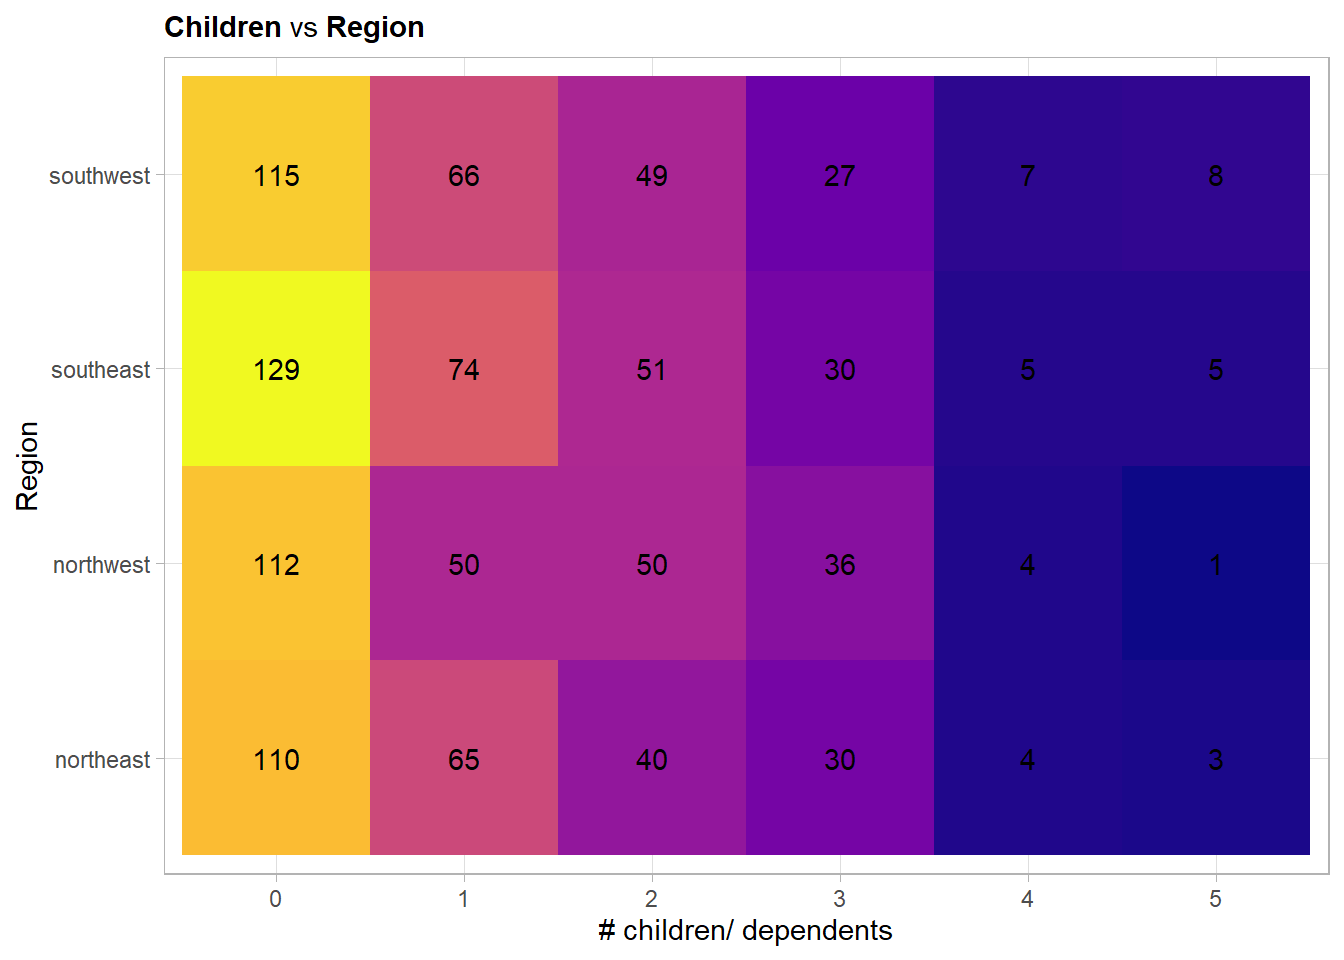 Children vs Region
southwest 115 66 49 27 7 8
southeast 129 74 51 30 5 5
Region
northwest 112 50 50 36 4 1
northeast 110 65 40 30 4 3
0 1 2 3 4 5
# children/ dependents